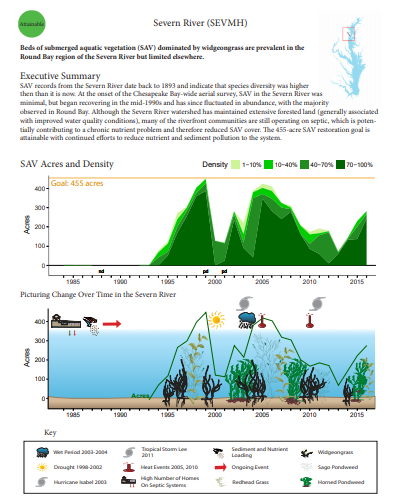 Attainable
Severn River (SEVMH)
Beds of submerged aquatic vegetation (SAV) dominated by widgeongrass are prevalent in the
Round Bay region of the Severn River but limited elsewhere.
Executive Summary
SAV records from the Severn River date back to 1893 and indicate that species diversity was higher
then than it is now. At the onset of the Chesapeake Bay-wide aerial survey, SAV in the Severn River was
minimal, but began recovering in the mid-1990s and has since fluctuated in abundance, with the majority
observed in Round Bay. Although the Severn River watershed has maintained extensive forested land (generally associated
with improved water quality conditions), many of the riverfront communities are still operating on septic, which is poten-
tially contributing to a chronic nutrient problem and therefore reduced SAV cover. The 455-acre SAV restoration goal is
attainable with continued efforts to reduce nutrient and sediment pollution to the system.
SAV Acres and Density
Density 1–10% 10–40% 40–70% 70–100%
Goal: 455 acres
400
300
200
100
0
Acres
nd pd pd
1985 1990 1995 2000 2005 2010 2015
Picturing Change Over Time in the Severn River
400
300
200
100
0
Acres
Acres
1985 1990 1995 2000 2005 2010 2015
Key
Wet Period 2003-2004
Tropical Storm Lee
2011
Sediment and Nutrient
Loading
Widgeongrass
Drought 1998-2002
Heat Events 2005, 2010
Ongoing Event
Sago Pondweed
Hurricane Isabel 2003
High Number of Homes
On Septic Systems
Redhead Grass
Horned Pondweed